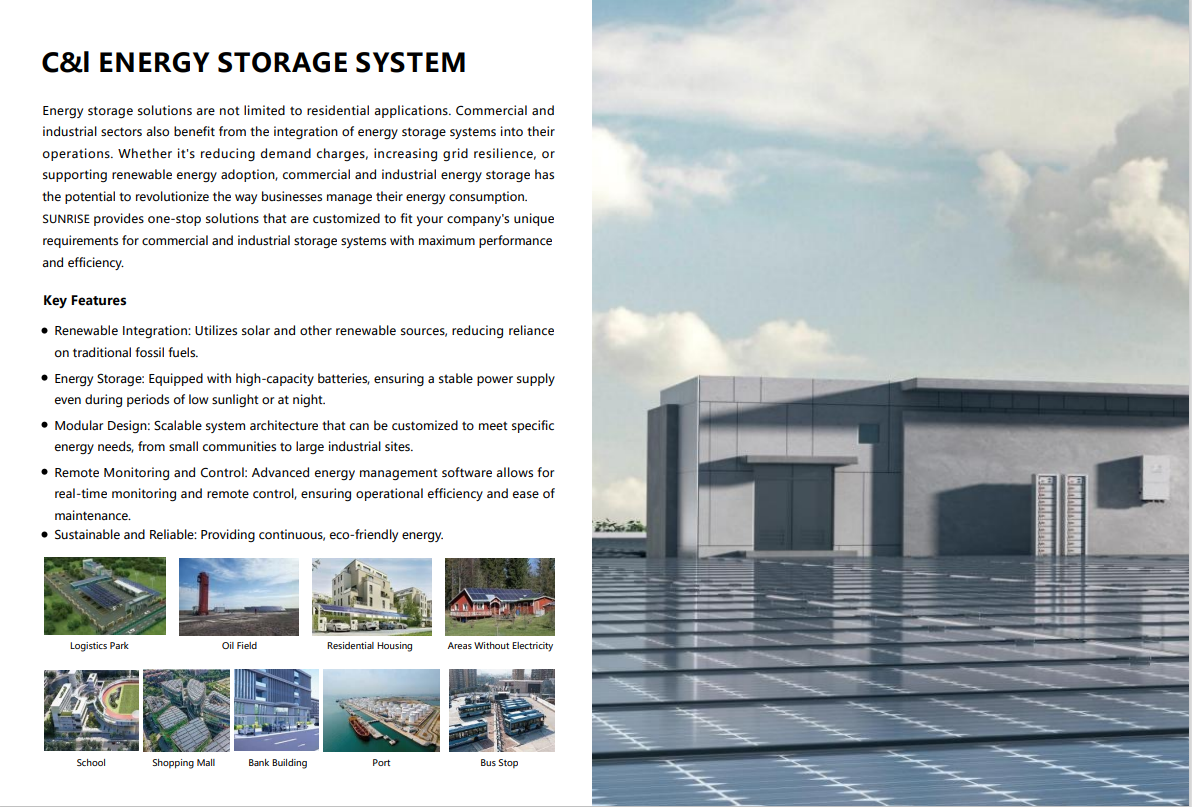 C&l ENERGY STORAGE SYSTEM
Energy storage solutions are not limited to residential applications. Commercial and
industrial sectors also benefit from the integration of energy storage systems into their
operations. Whether it's reducing demand charges, increasing grid resilience, or
supporting renewable energy adoption, commercial and industrial energy storage has
the potential to revolutionize the way businesses manage their energy consumption.
SUNRISE provides one-stop solutions that are customized to fit your company's unique
requirements for commercial and industrial storage systems with maximum performance
and efficiency.
Key Features
● Renewable Integration: Utilizes solar and other renewable sources, reducing reliance
on traditional fossil fuels.
● Energy Storage: Equipped with high-capacity batteries, ensuring a stable power supply
even during periods of low sunlight or at night.
● Modular Design: Scalable system architecture that can be customized to meet specific
energy needs, from small communities to large industrial sites.
● Remote Monitoring and Control: Advanced energy management software allows for
real-time monitoring and remote control, ensuring operational efficiency and ease of
maintenance.
● Sustainable and Reliable: Providing continuous, eco-friendly energy.
Logistics Park
Oil Field
Residential Housing
Areas Without Electricity
School
Shopping Mall
Bank Building
Port
Bus Stop